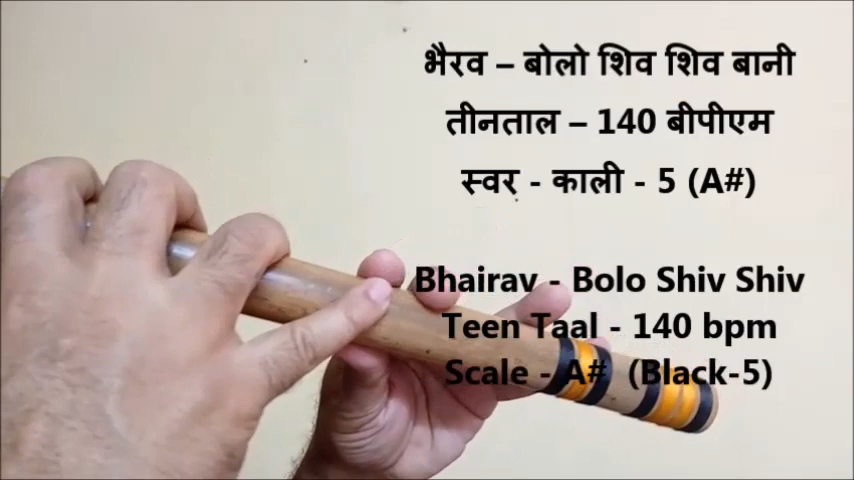 भैरव – बोलो शिव शिव बानी
तीनताल – 140 बीपीएम
स्वर - काली - 5 (A#)
Bhairav - Bolo Shiv Shiv
Teen Taal - 140 bpm
Scale - A# (Black-5)